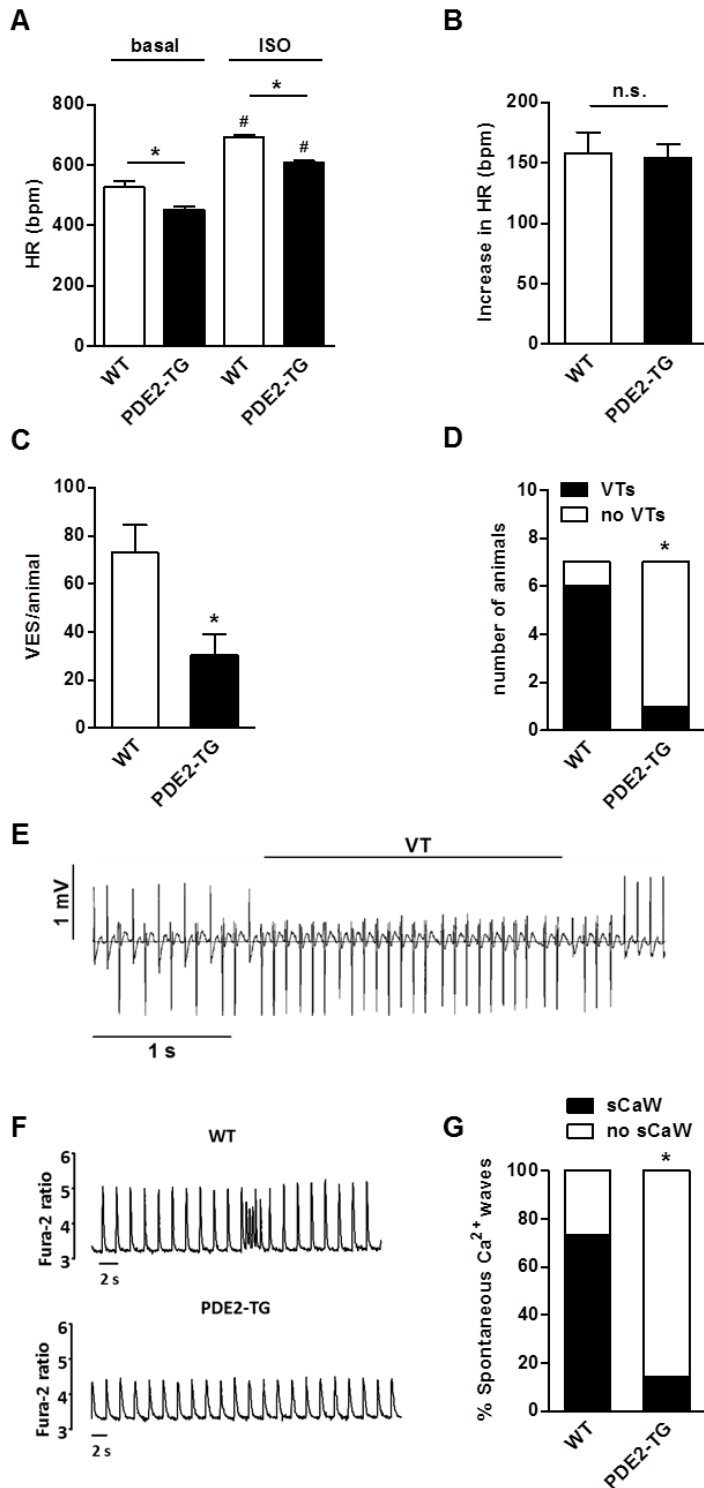 A
basal
ISO
*
*
#
#
HR (bpm)
800
600
400
200
0
WT
PDE2-TG
WT
PDE2-TG
B
n.s.
Increase in HR (bpm)
200
150
100
50
0
WT
PDE2-TG
C
VES/animal
100
80
60
40
20
0
*
WT
PDE2-TG
D
VTs
no VTs
number of animals
10
8
6
4
2
0
*
WT
PDE2-TG
E
VT
1 mV
1 s
F
WT
Fura-2 ratio
6
5
4
3
2 s
PDE2-TG
Fura-2 ratio
6
5
4
3
2 s
G
sCaW
no sCaW
*
% Spontaneous Ca²⁺ waves
100
80
60
40
20
0
WT
PDE2-TG